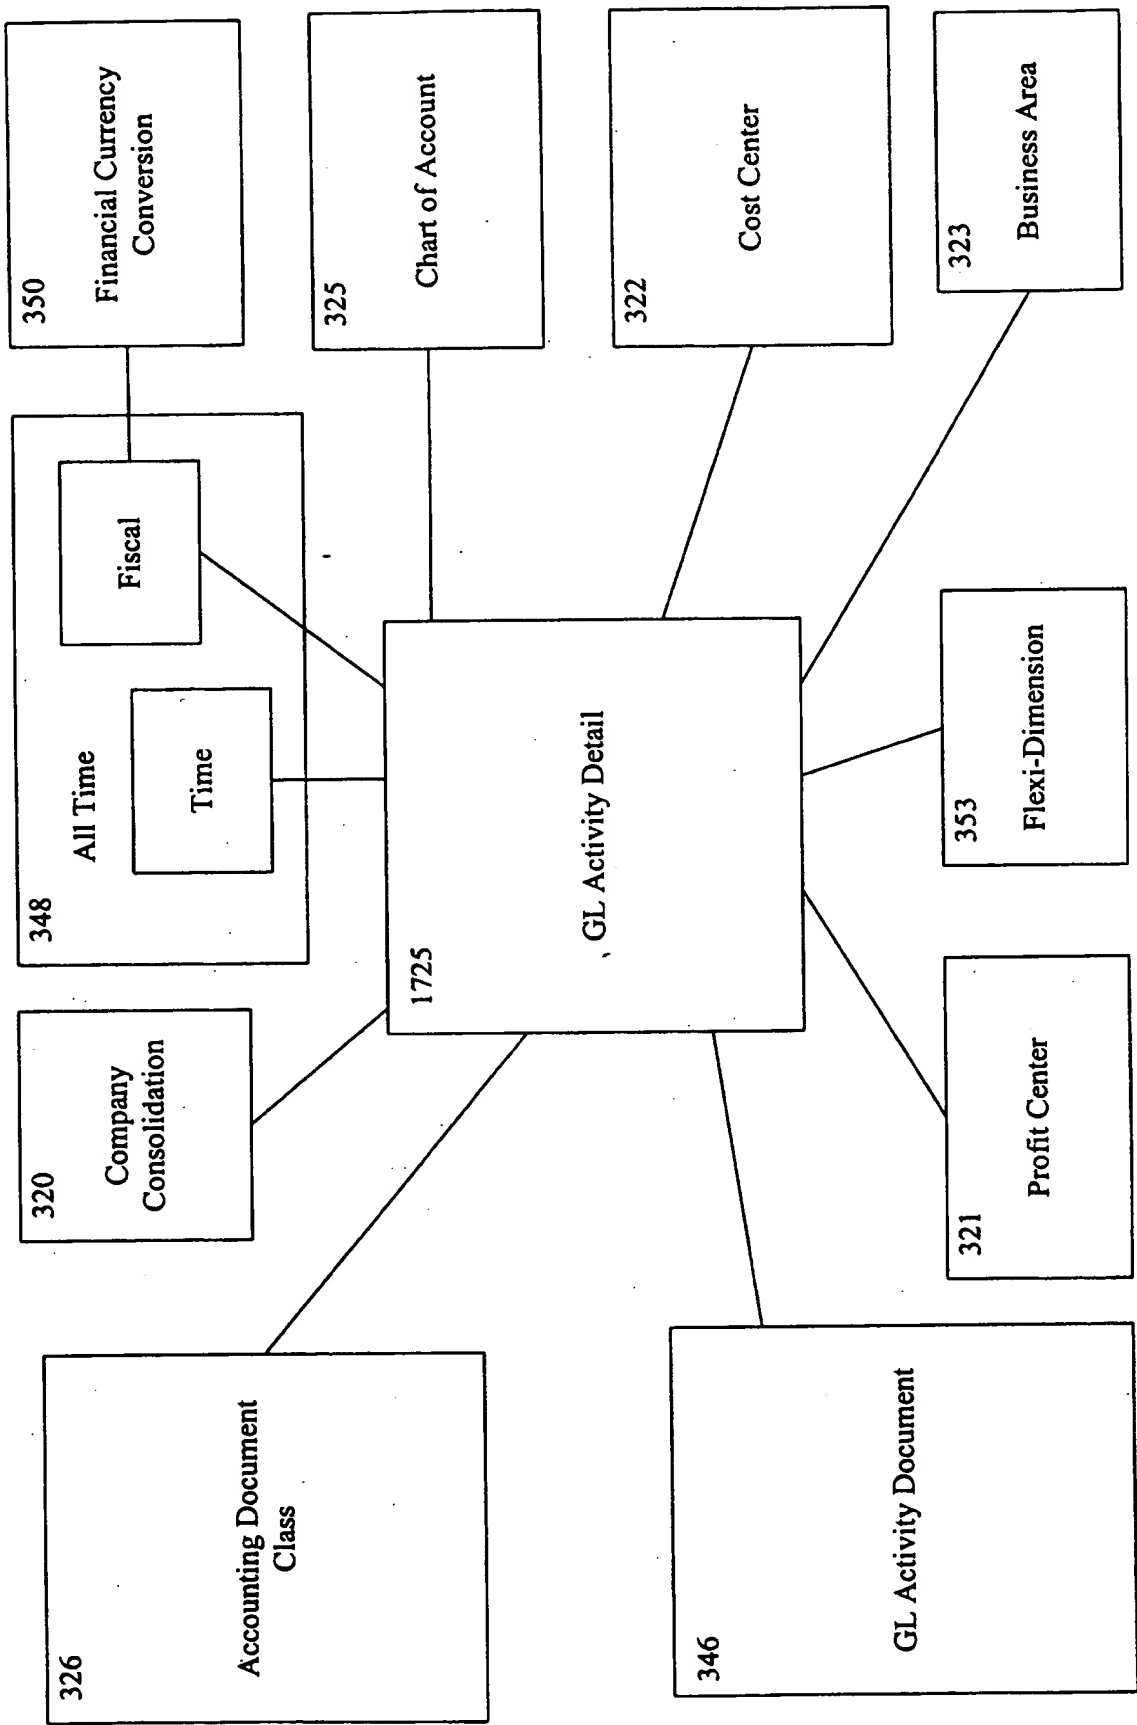 326
Accounting Document
Class
320
Company
Consolidation
348
All Time
Time
Fiscal
350
Financial Currency
Conversion
325
Chart of Account
1725
GL Activity Detail
322
Cost Center
346
GL Activity Document
321
Profit Center
353
Flexi-Dimension
323
Business Area